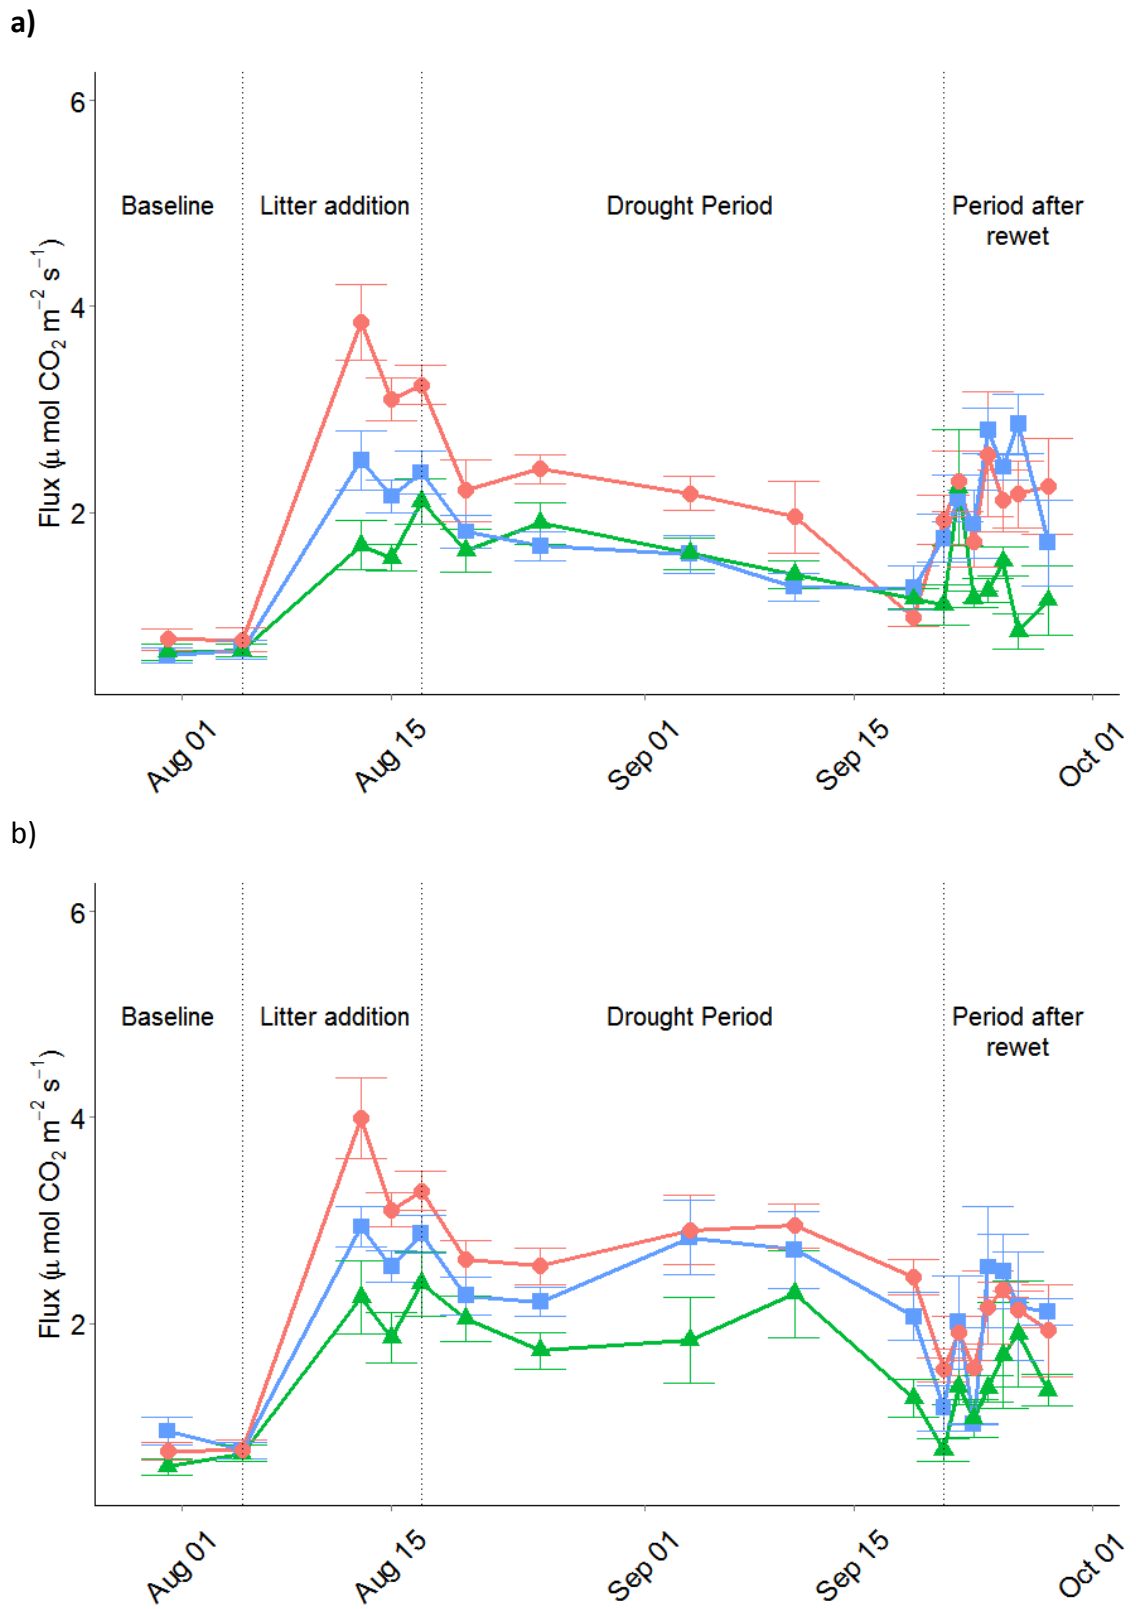 a)
6
4
2
Flux (μ mol CO₂ m⁻² s⁻¹)
Baseline
Litter addition
Drought Period
Period after
rewet
Aug 01
Aug 15
Sep 01
Sep 15
Oct 01
b)
6
4
2
Flux (μ mol CO₂ m⁻² s⁻¹)
Baseline
Litter addition
Drought Period
Period after
rewet
Aug 01
Aug 15
Sep 01
Sep 15
Oct 01